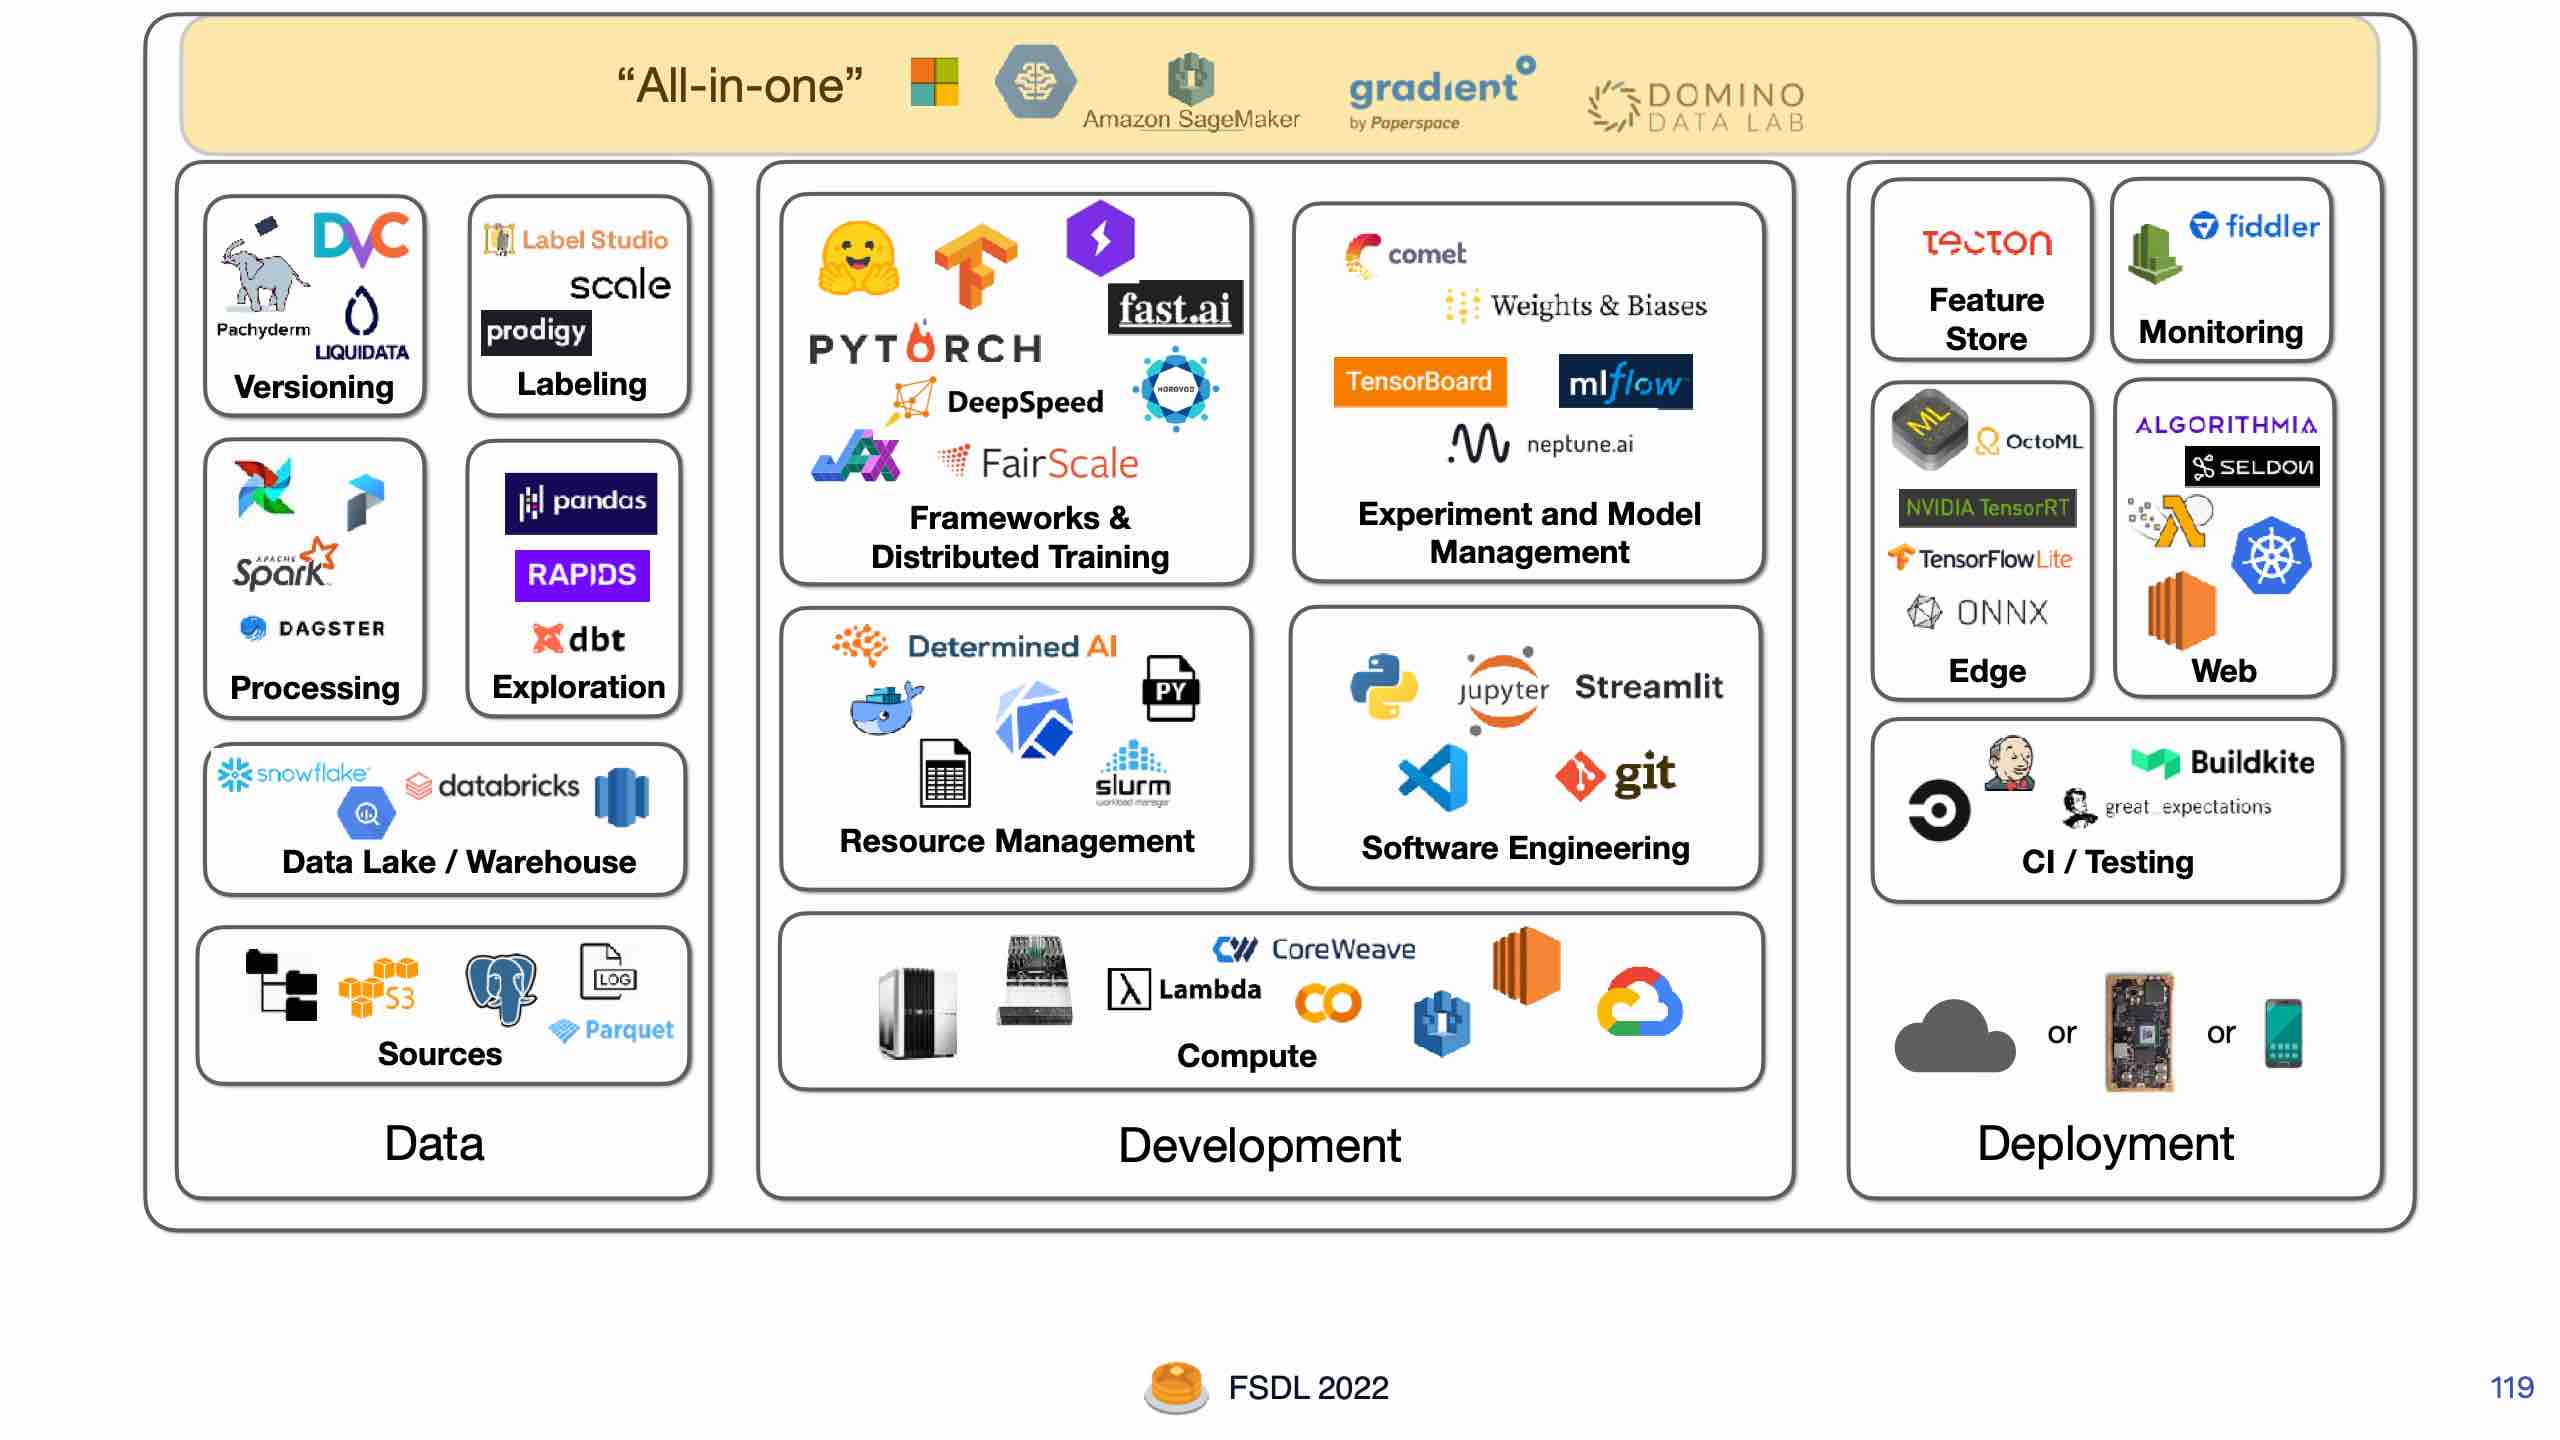 “All-in-one”
Amazon SageMaker
gradient
by Paperspace
DOMINO
DATA LAB
DVC
Pachyderm
LIQUIDATA
Versioning
Label Studio
scale
prodigy
Labeling
APACHE
Spark
DAGSTER
Processing
pandas
RAPIDS
dbt
Exploration
snowflake
databricks
Data Lake / Warehouse
S3
LOG
Parquet
Sources
Data
fast.ai
PYTORCH
DeepSpeed
HOROVOD
JAX
FairScale
Frameworks &
Distributed Training
comet
Weights & Biases
TensorBoard
mlflow
neptune.ai
Experiment and Model
Management
Determined AI
PY
slurm
workload manager
Resource Management
jupyter
Streamlit
git
Software Engineering
CoreWeave
Lambda
Compute
Development
TECTON
Feature
Store
fiddler
Monitoring
ML
OctoML
NVIDIA TensorRT
TensorFlow Lite
ONNX
Edge
ALGORITHMIA
SELDON
Web
Buildkite
great_expectations
CI / Testing
or
or
Deployment
FSDL 2022
119